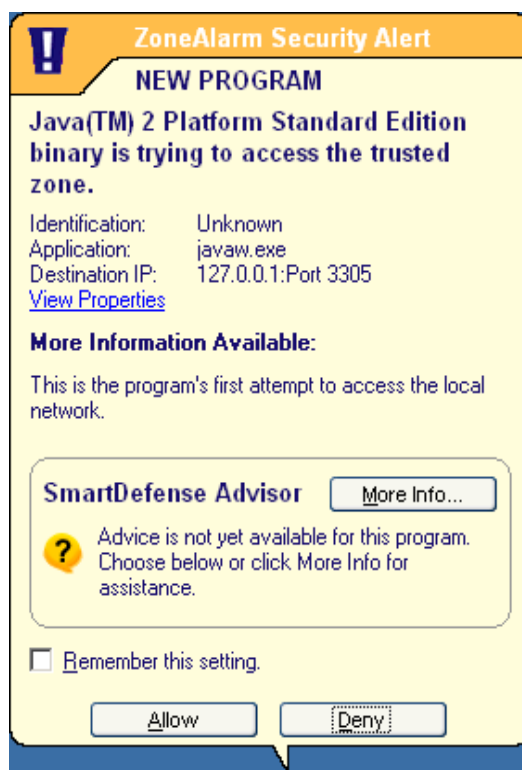 ZoneAlarm Security Alert
NEW PROGRAM
Java(TM) 2 Platform Standard Edition
binary is trying to access the trusted
zone.
Identification: Unknown
Application: javaw.exe
Destination IP: 127.0.0.1:Port 3305
View Properties
More Information Available:
This is the program's first attempt to access the local
network.
SmartDefense Advisor More Info...
? Advice is not yet available for this program.
Choose below or click More Info for
assistance.
Remember this setting.
Allow Deny